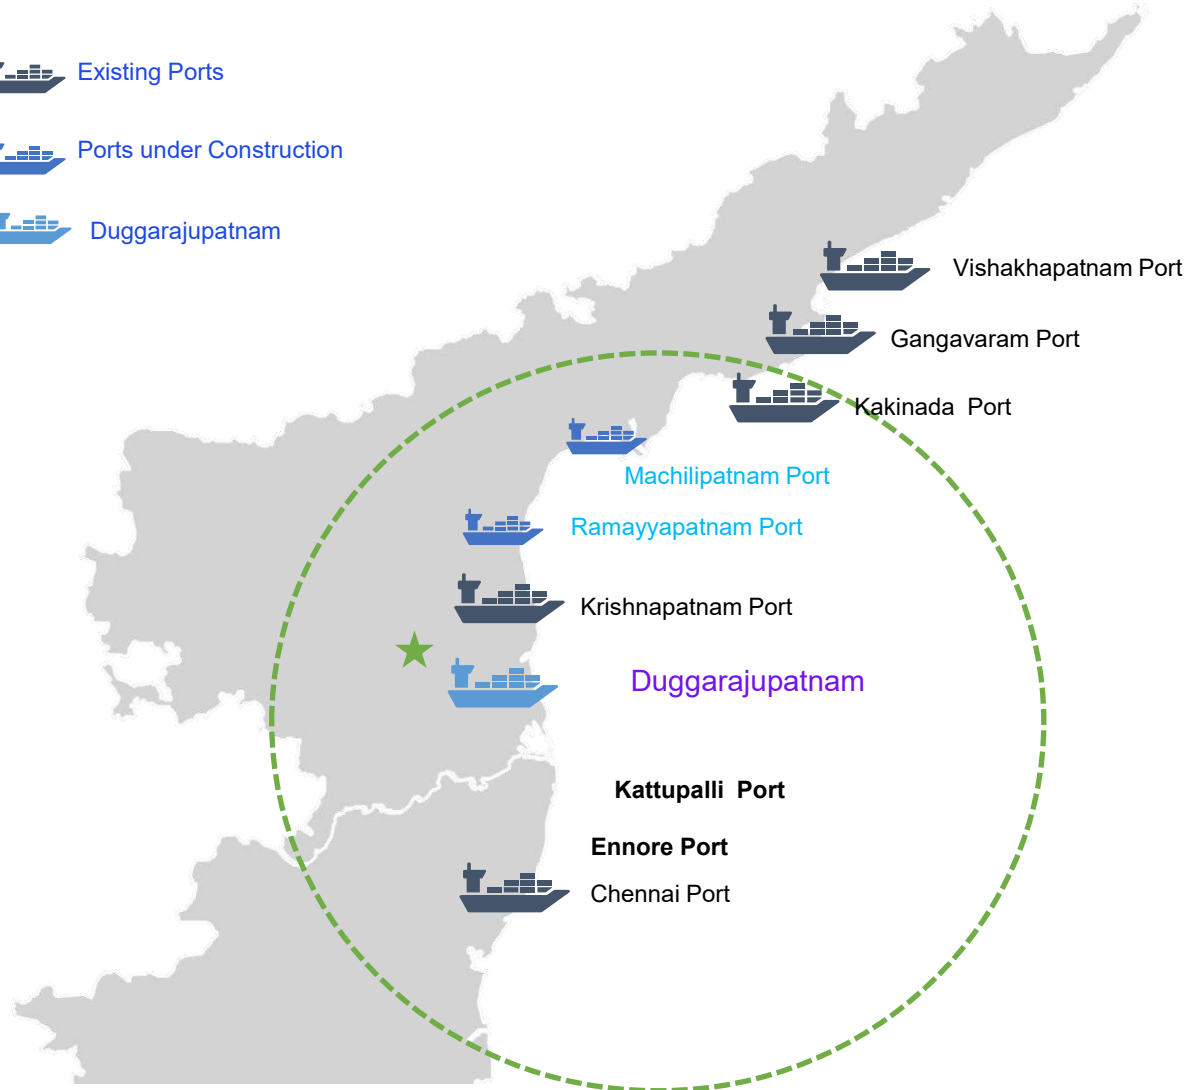 Existing Ports
Ports under Construction
Duggarajupatnam
Vishakhapatnam Port
Gangavaram Port
Kakinada Port
Machilipatnam Port
Ramayyapatnam Port
Krishnapatnam Port
Duggarajupatnam
Kattupalli Port
Ennore Port
Chennai Port